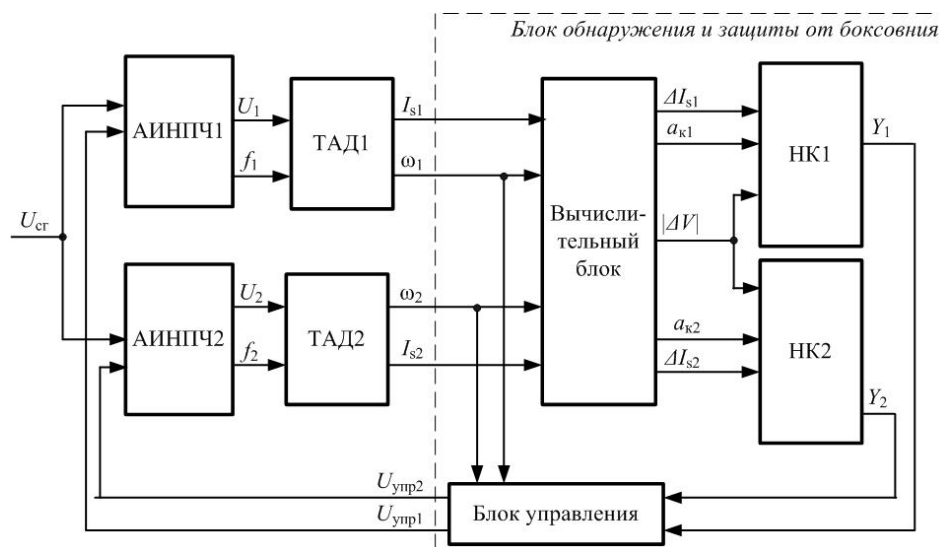 Блок обнаружения и защиты от боксовния
АИНПЧ1
U₁
f₁
ТАД1
Iₛ₁
ω₁
Вычисли-
тельный
блок
ΔIₛ₁
aк1
|ΔV|
НК1
Y₁
Uсг
АИНПЧ2
U₂
f₂
ТАД2
ω₂
Iₛ₂
aк2
ΔIₛ₂
НК2
Y₂
Uупр2
Uупр1
Блок управления